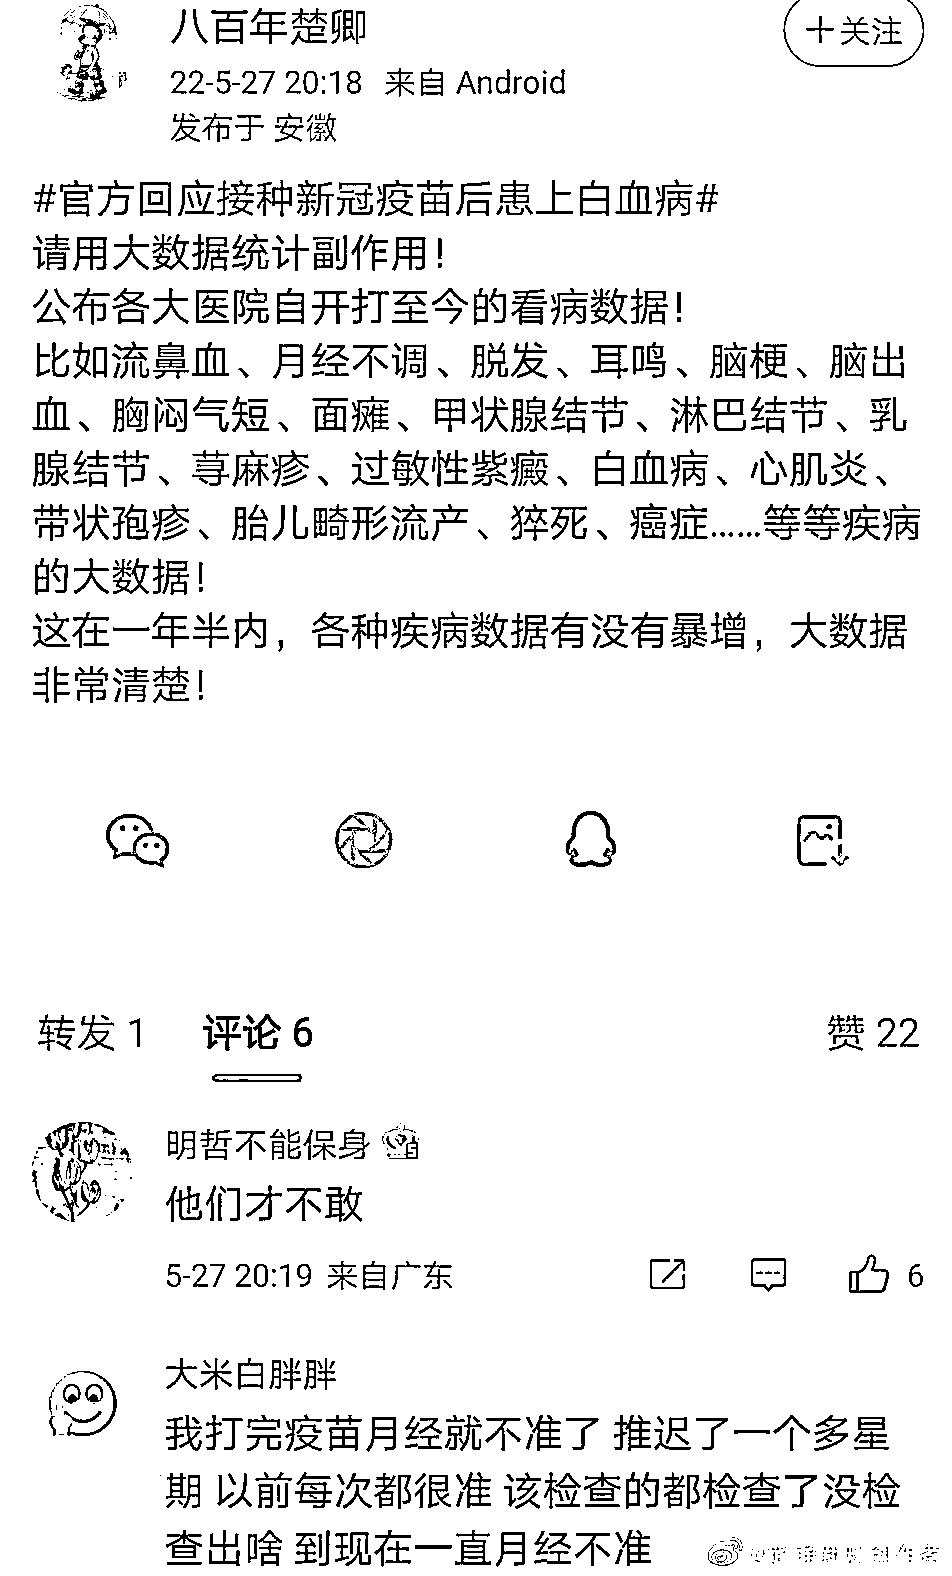 八百年楚卿
+关注
22-5-27 20:18 来自 Android
发布于 安徽
#官方回应接种新冠疫苗后患上白血病#
请用大数据统计副作用！
公布各大医院自开打至今的看病数据！
比如流鼻血、月经不调、脱发、耳鸣、脑梗、脑出
血、胸闷气短、面瘫、甲状腺结节、淋巴结节、乳
腺结节、荨麻疹、过敏性紫癜、白血病、心肌炎、
带状孢疹、胎儿畸形流产、猝死、癌症……等等疾病
的大数据！
这在一年半内，各种疾病数据有没有暴增，大数据
非常清楚！
转发 1 评论 6 赞 22
明哲不能保身
他们才不敢
5-27 20:19 来自广东 6
大米白胖胖
我打完疫苗月经就不准了 推迟了一个多星
期 以前每次都很准 该检查的都检查了没检
查出啥 到现在一直月经不准